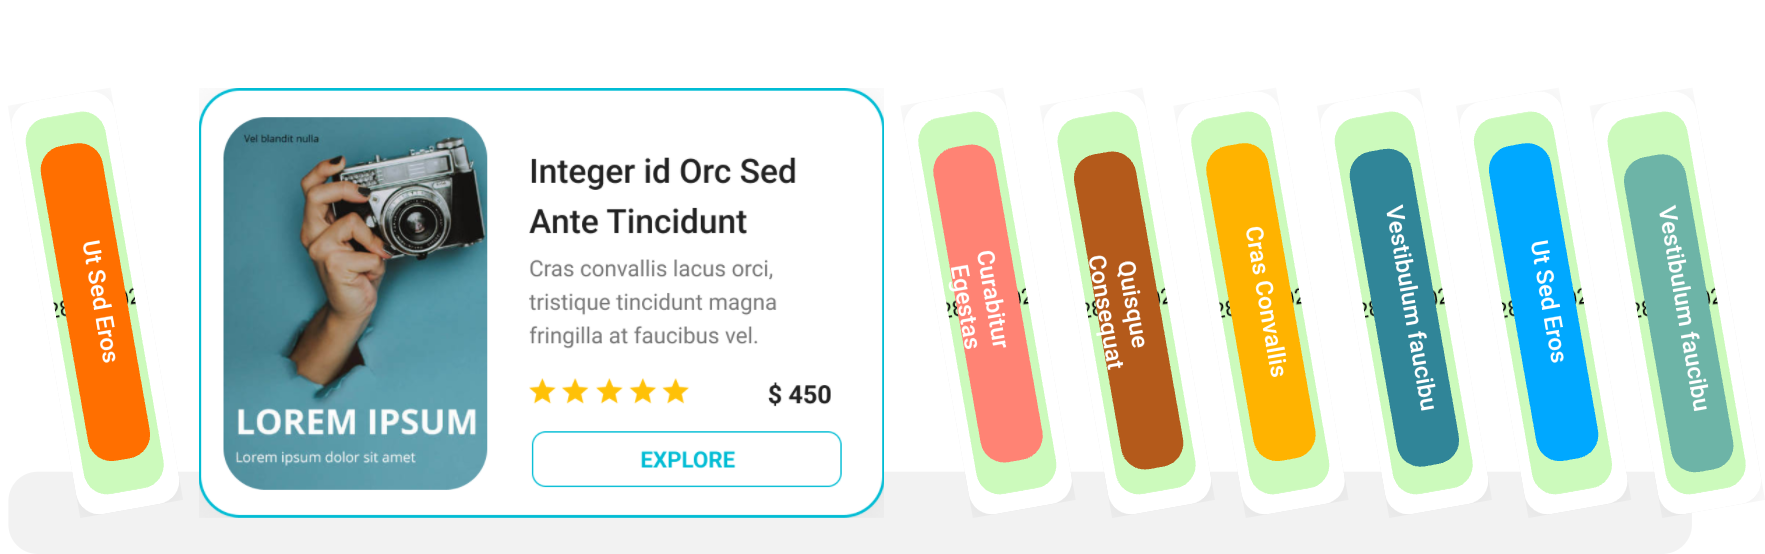 Ut Sed Eros
Vel blandit nulla
LOREM IPSUM
Lorem ipsum dolor sit amet
Integer id Orc Sed
Ante Tincidunt
Cras convallis lacus orci,
tristique tincidunt magna
fringilla at faucibus vel.
$ 450
EXPLORE
Curabitur
Egestas
Quisque
Consequat
Cras Convallis
Vestibulum faucibu
Ut Sed Eros
Vestibulum faucibu